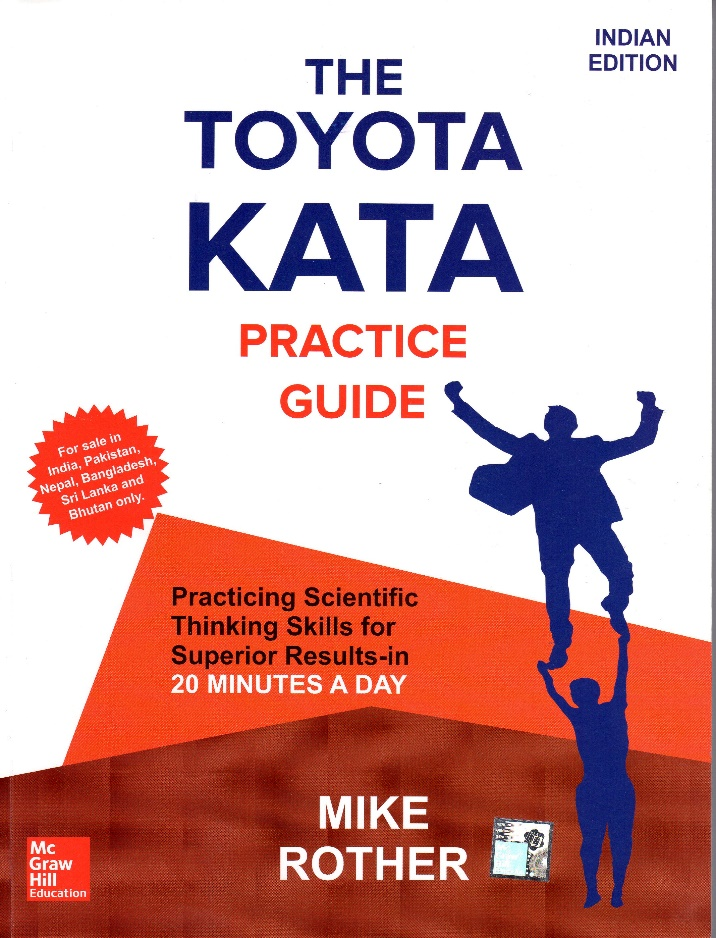 INDIAN
EDITION
THE
TOYOTA
KATA
PRACTICE
GUIDE
For sale in
India, Pakistan,
Nepal, Bangladesh,
Sri Lanka and
Bhutan only.
Practicing Scientific
Thinking Skills for
Superior Results-in
20 MINUTES A DAY
MIKE
ROTHER
Mc
Graw
Hill
Education